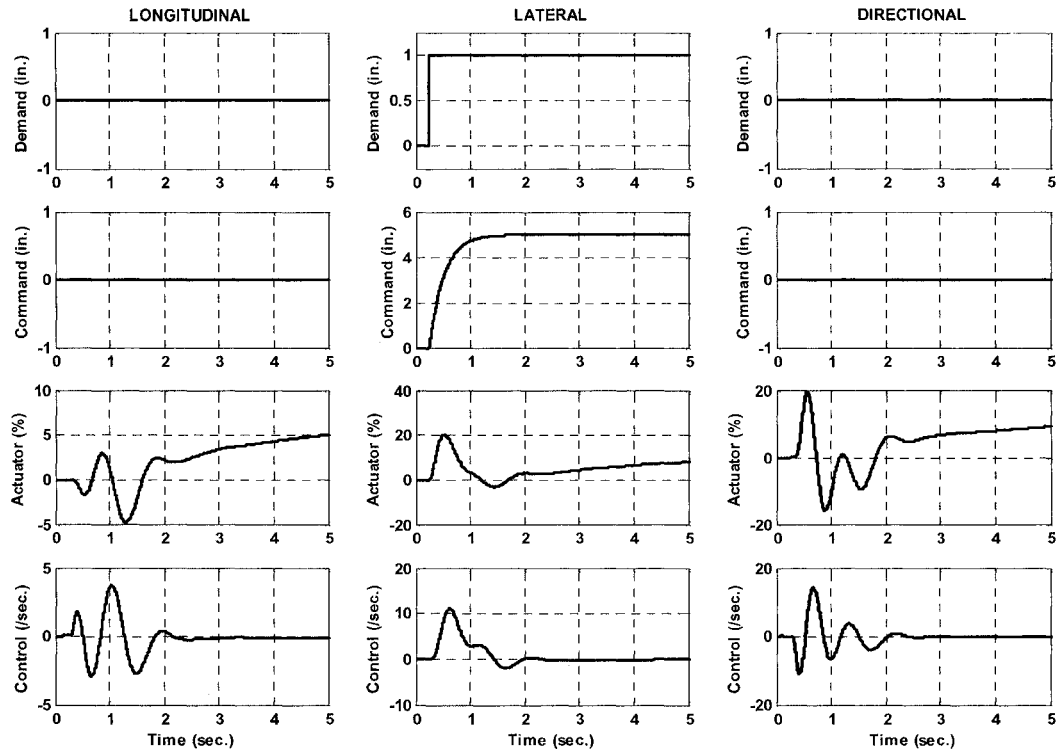 LONGITUDINAL
LATERAL
DIRECTIONAL
Demand (in.)
1
0
-1
0 1 2 3 4 5
Demand (in.)
1
0.5
0
0 1 2 3 4 5
Demand (in.)
1
0
-1
0 1 2 3 4 5
Command (in.)
1
0
-1
0 1 2 3 4 5
Command (in.)
6
4
2
0
0 1 2 3 4 5
Command (in.)
1
0
-1
0 1 2 3 4 5
Actuator (%)
10
5
0
-5
0 1 2 3 4 5
Actuator (%)
40
20
0
-20
0 1 2 3 4 5
Actuator (%)
20
0
-20
0 1 2 3 4 5
Control (/sec.)
5
0
-5
0 1 2 3 4 5
Time (sec.)
Control (/sec.)
20
10
0
-10
0 1 2 3 4 5
Time (sec.)
Control (/sec.)
20
0
-20
0 1 2 3 4 5
Time (sec.)